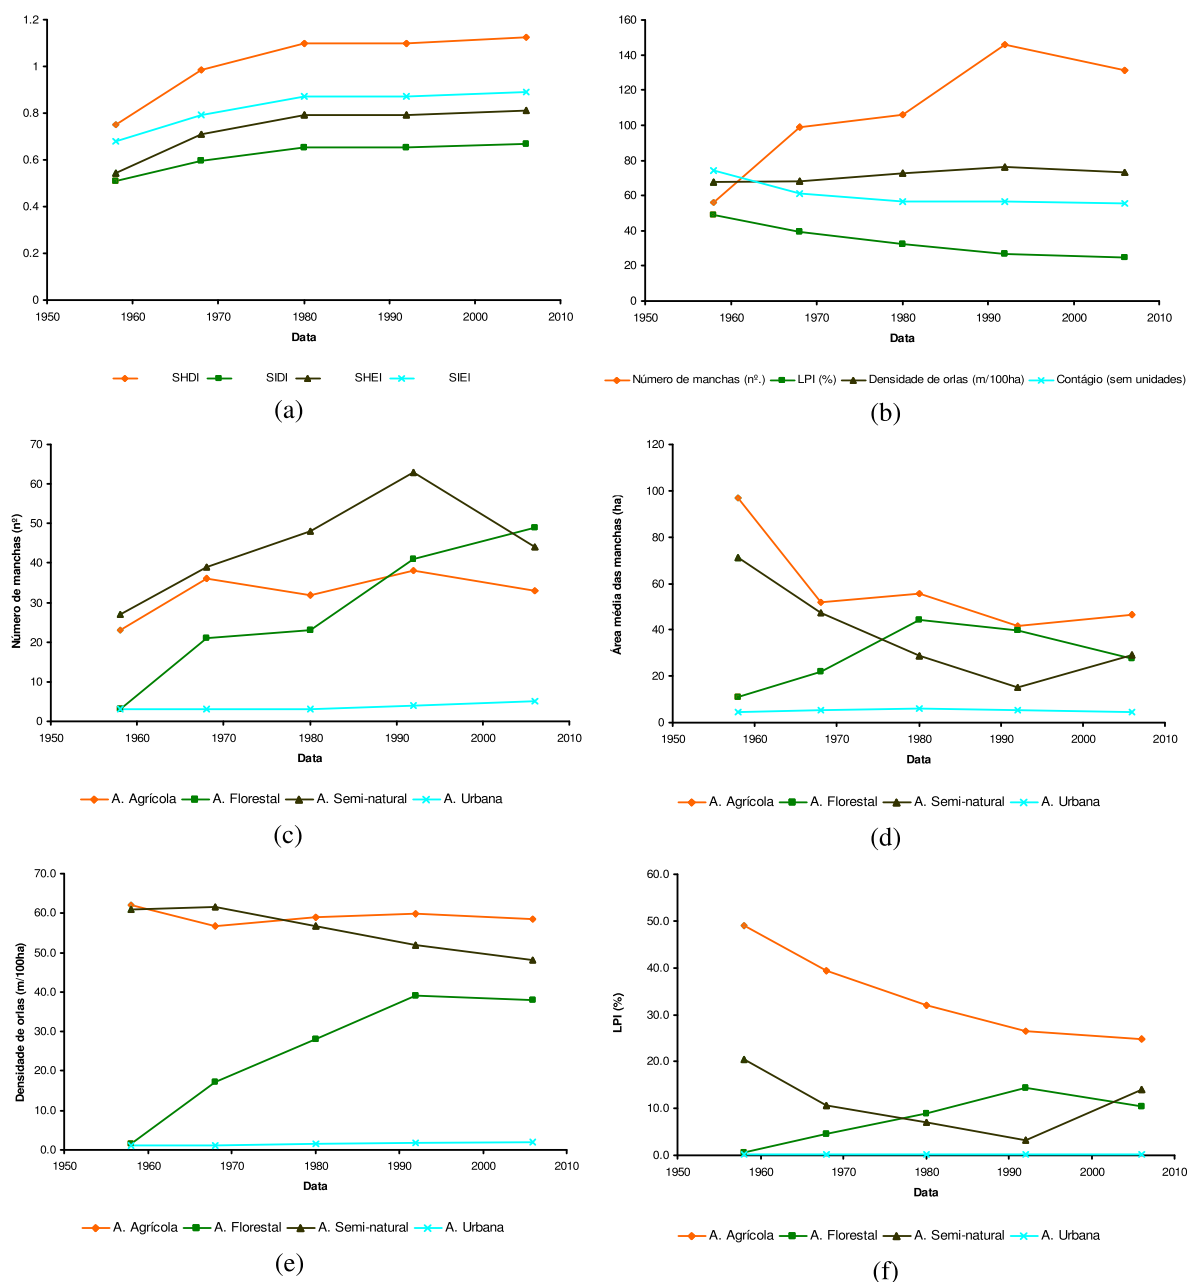 1.2
1
0.8
0.6
0.4
0.2
0
1950 1960 1970 1980 1990 2000 2010
Data
SHDI SIDI SHEI SIEI
(a)
160
140
120
100
80
60
40
20
0
1950 1960 1970 1980 1990 2000 2010
Data
Número de manchas (nº.) LPI (%) Densidade de orlas (m/100ha) Contágio (sem unidades)
(b)
Número de manchas (nº)
70
60
50
40
30
20
10
0
1950 1960 1970 1980 1990 2000 2010
Data
A. Agrícola A. Florestal A. Semi-natural A. Urbana
(c)
Área média das manchas (ha)
120
100
80
60
40
20
0
1950 1960 1970 1980 1990 2000 2010
Data
A. Agrícola A. Florestal A. Semi-natural A. Urbana
(d)
Densidade de orlas (m/100ha)
70.0
60.0
50.0
40.0
30.0
20.0
10.0
0.0
1950 1960 1970 1980 1990 2000 2010
Data
A. Agrícola A. Florestal A. Semi-natural A. Urbana
(e)
LPI (%)
60.0
50.0
40.0
30.0
20.0
10.0
0.0
1950 1960 1970 1980 1990 2000 2010
Data
A. Agrícola A. Florestal A. Semi-natural A. Urbana
(f)